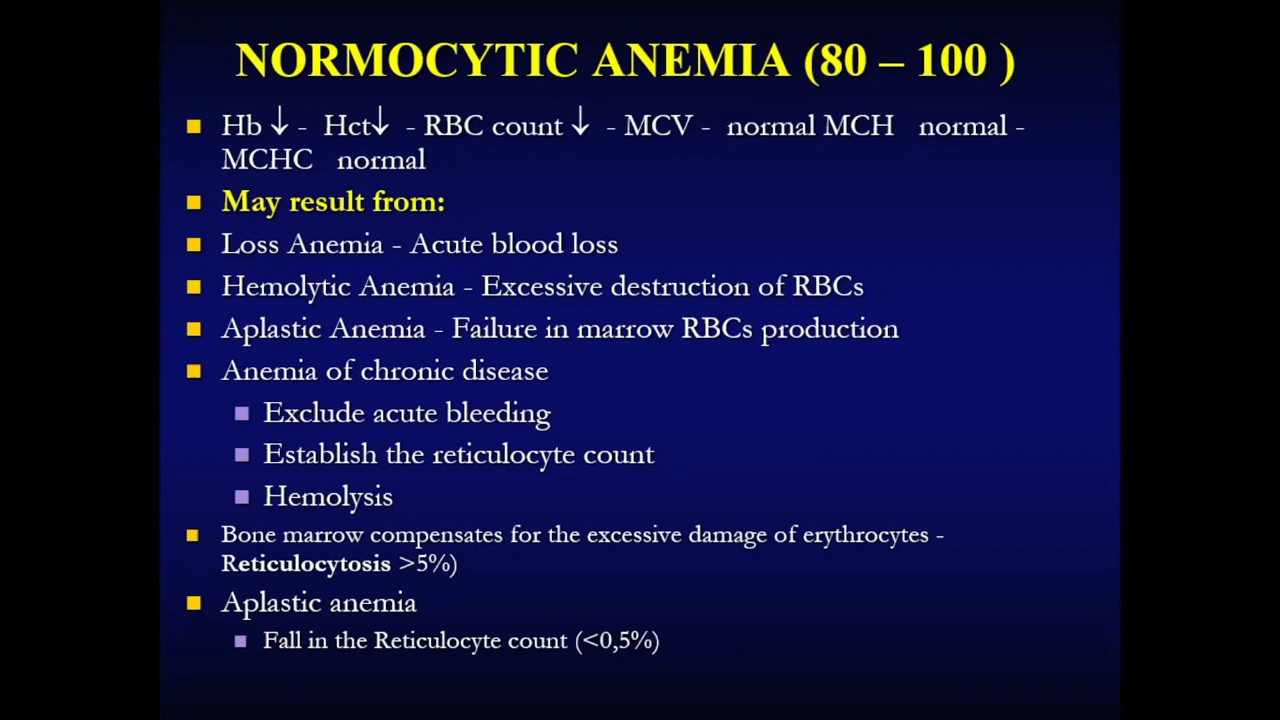 NORMOCYTIC ANEMIA (80 – 100 )
Hb ↓ - Hct↓ - RBC count ↓ - MCV - normal MCH normal -
MCHC normal
May result from:
Loss Anemia - Acute blood loss
Hemolytic Anemia - Excessive destruction of RBCs
Aplastic Anemia - Failure in marrow RBCs production
Anemia of chronic disease
Exclude acute bleeding
Establish the reticulocyte count
Hemolysis
Bone marrow compensates for the excessive damage of erythrocytes -
Reticulocytosis >5%)
Aplastic anemia
Fall in the Reticulocyte count (<0,5%)